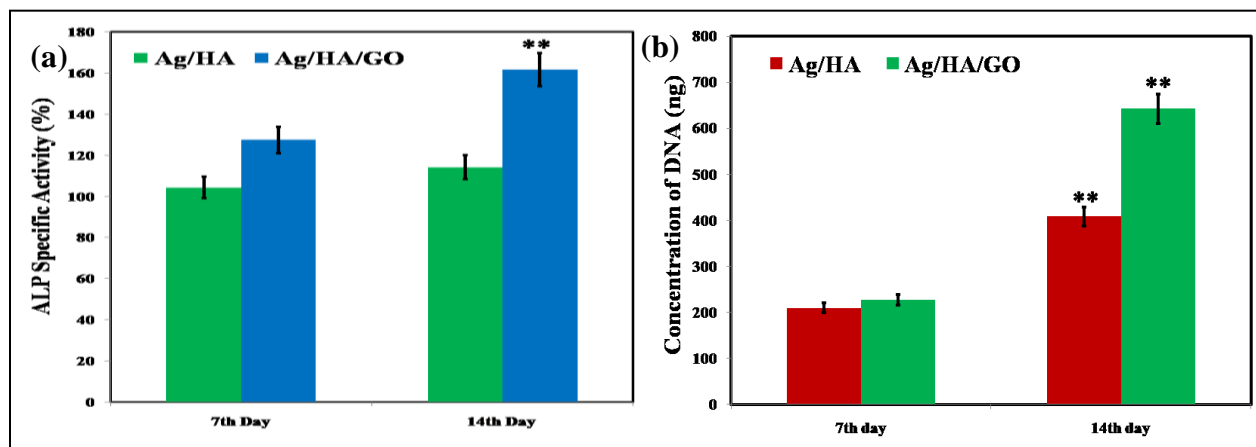 (a)
Ag/HA Ag/HA/GO
**
ALP Specific Activity (%)
180
160
140
120
100
80
60
40
20
0
7th Day 14th Day
(b)
Ag/HA Ag/HA/GO
**
**
Concentration of DNA (ng)
800
700
600
500
400
300
200
100
0
7th day 14th day